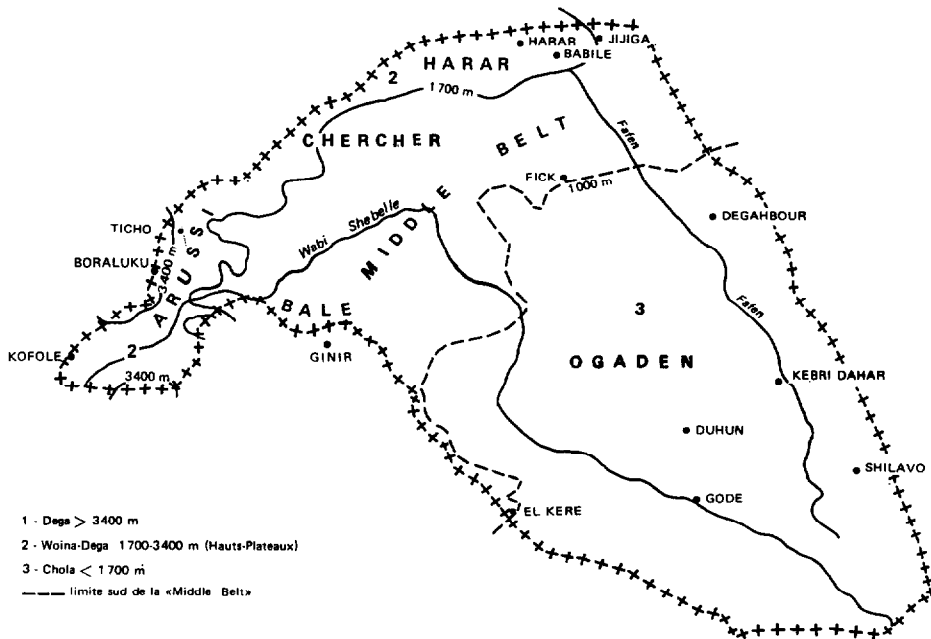 HARAR
JIJIGA
BABILE
2
HARAR
1700 m
CHERCHER
BELT
Fafen
FICK
1000 m
DEGAHBOUR
TICHO
ARUSSI
Wabi Shebelle
MIDDLE
BORALUKU
3400 m
BALE
3
Fafen
KOFOLE
2
GINIR
OGADEN
3400 m
KEBRI DAHAR
DUHUN
SHILAVO
GODE
EL KERE
1 - Dega > 3400 m
2 - Woina-Dega 1700-3400 m (Hauts-Plateaux)
3 - Chola < 1700 m
limite sud de la «Middle Belt»